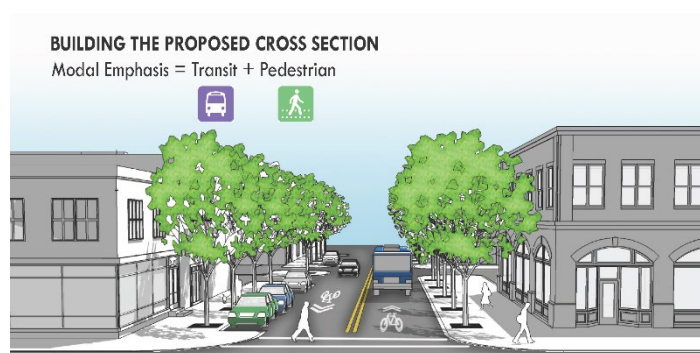 BUILDING THE PROPOSED CROSS SECTION
Modal Emphasis = Transit + Pedestrian